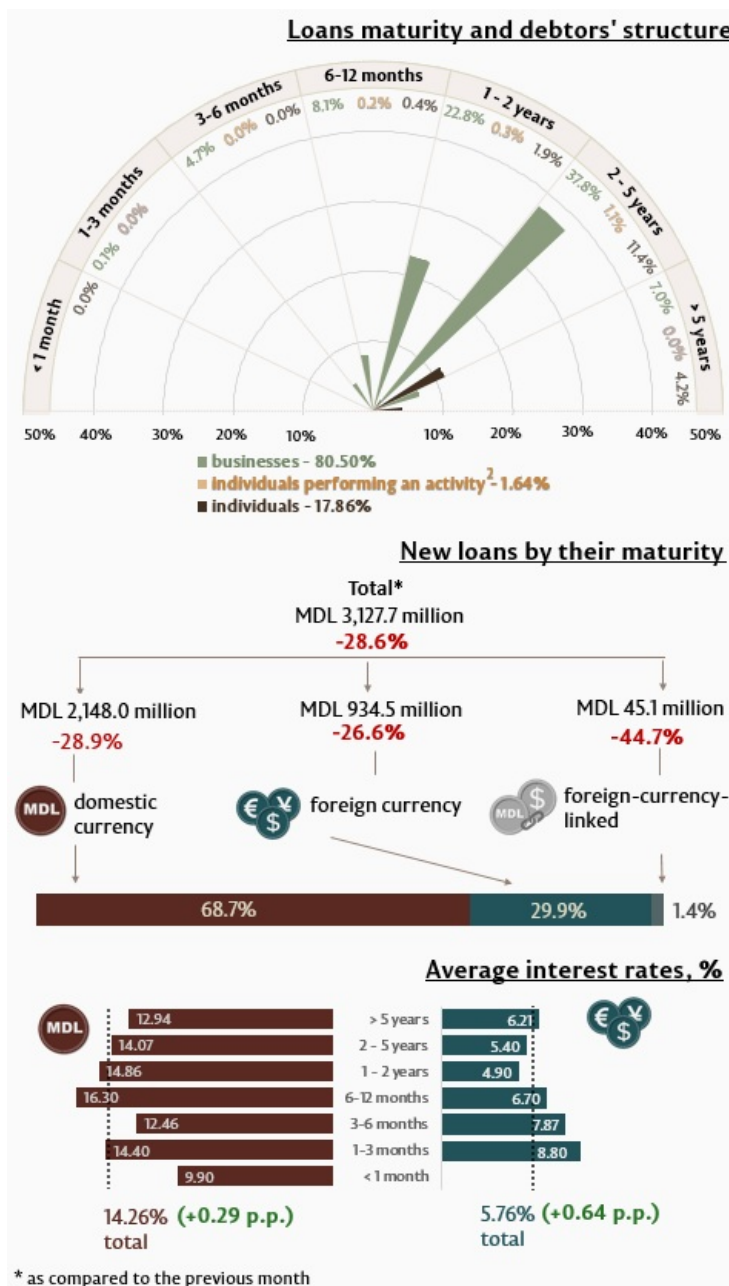 Loans maturity and debtors' structure
< 1 month
1-3 months
3-6 months
6-12 months
1 - 2 years
2 - 5 years
> 5 years
0.0%
0.1%
0.0%
4.7%
0.0%
0.0%
8.1%
0.2%
0.4%
22.8%
0.3%
1.9%
37.8%
1.1%
11.4%
7.0%
0.0%
4.2%
50% 40% 30% 20% 10% 10% 20% 30% 40% 50%
businesses - 80.50%
individuals performing an activity² - 1.64%
individuals - 17.86%
New loans by their maturity
Total*
MDL 3,127.7 million
-28.6%
MDL 2,148.0 million
-28.9%
MDL 934.5 million
-26.6%
MDL 45.1 million
-44.7%
MDL
domestic
currency
€ ¥ $
foreign currency
MDL $
foreign-currency-
linked
68.7% 29.9% 1.4%
Average interest rates, %
MDL
€ ¥ $
12.94 > 5 years 6.21
14.07 2 - 5 years 5.40
14.86 1 - 2 years 4.90
16.30 6-12 months 6.70
12.46 3-6 months 7.87
14.40 1-3 months 8.80
9.90 < 1 month
14.26% (+0.29 p.p.)
total
5.76% (+0.64 p.p.)
total
* as compared to the previous month